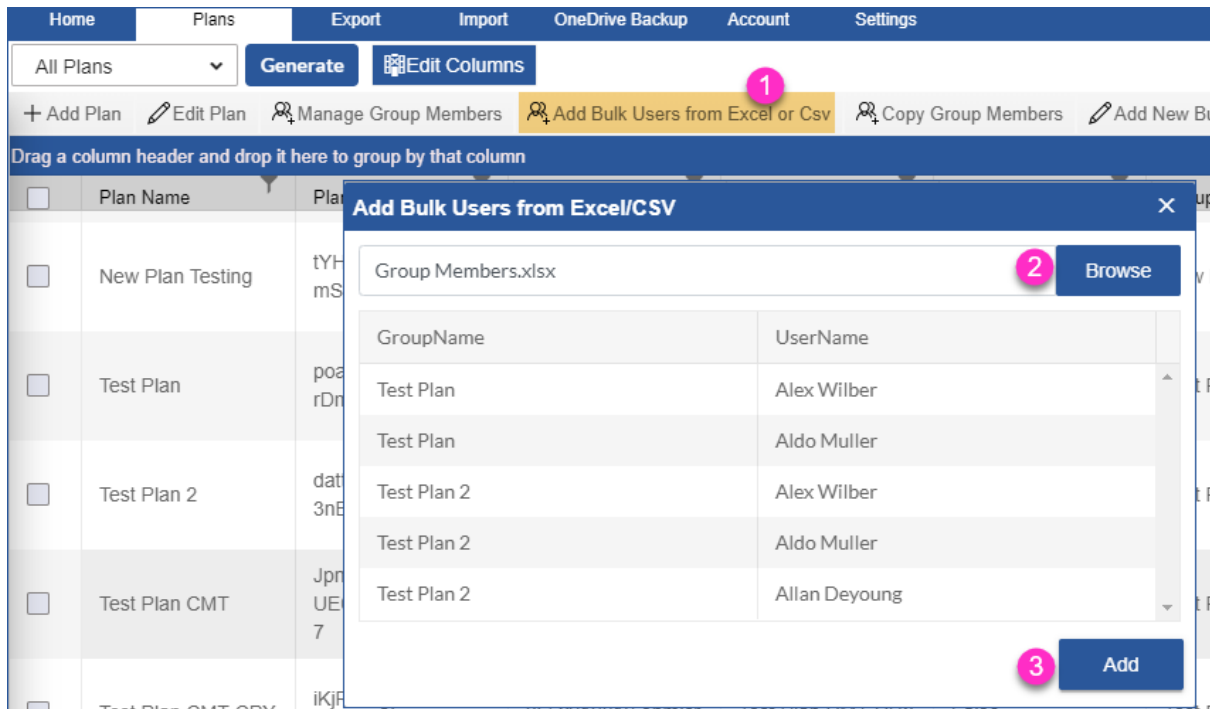 Home Plans Export Import OneDrive Backup Account Settings
All Plans Generate Edit Columns
1
+ Add Plan Edit Plan Manage Group Members Add Bulk Users from Excel or Csv Copy Group Members Add New
Drag a column header and drop it here to group by that column
Plan Name
Add Bulk Users from Excel/CSV
New Plan Testing
Group Members.xlsx 2 Browse
GroupName UserName
Test Plan
Test Plan Alex Wilber
Test Plan Aldo Muller
Test Plan 2
Test Plan 2 Alex Wilber
Test Plan 2 Aldo Muller
Test Plan CMT
Test Plan 2 Allan Deyoung
7
3 Add